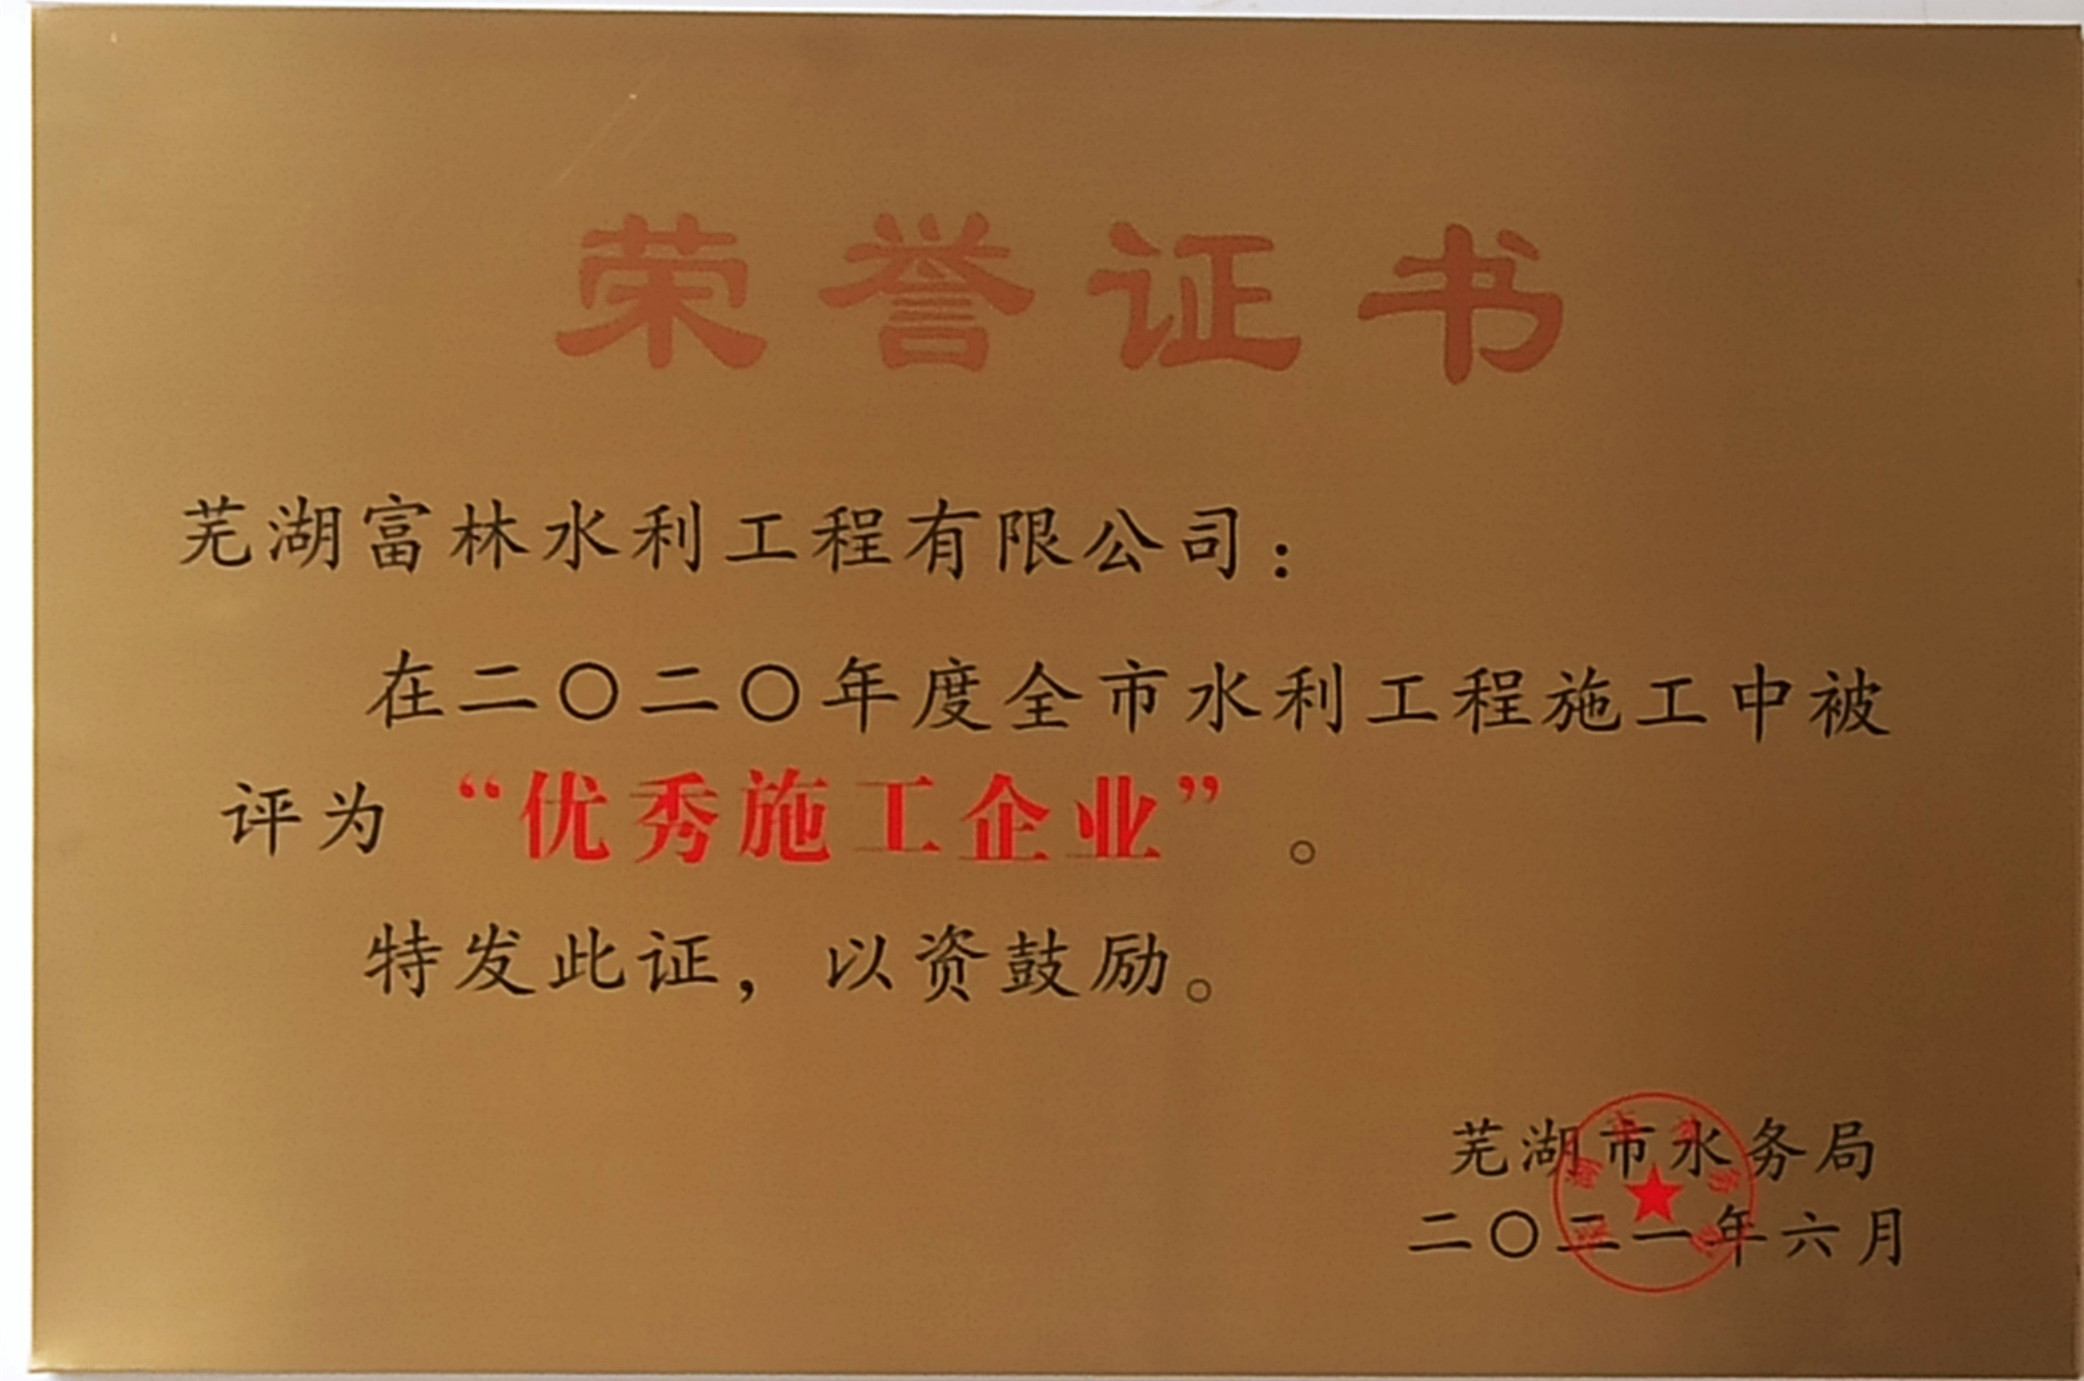 荣誉证书
芜湖富林水利工程有限公司：
在二〇二〇年度全市水利工程施工中被
评为“优秀施工企业”。
特发此证，以资鼓励。
芜湖市水务局
二〇二一年六月